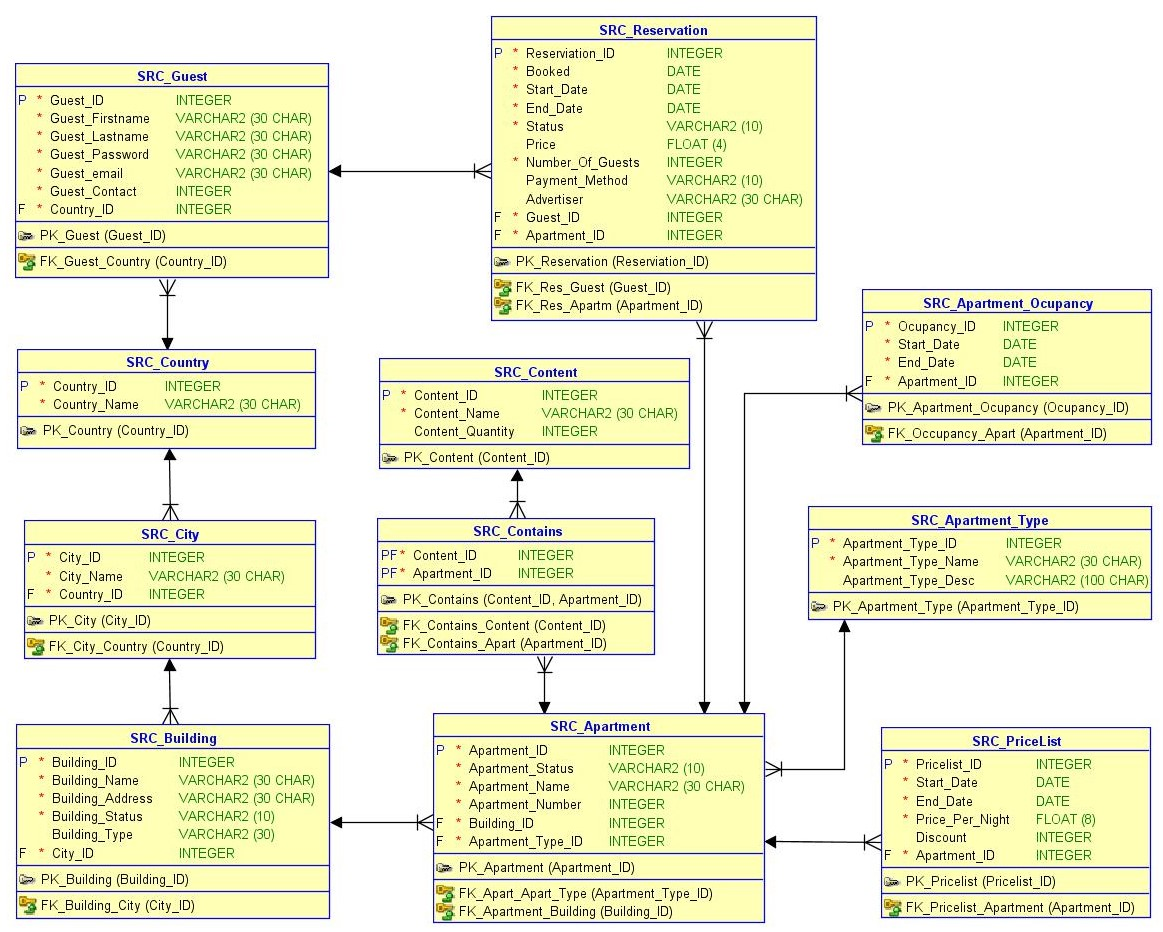 SRC_Reservation
P * Reserviation_ID INTEGER
* Booked DATE
* Start_Date DATE
* End_Date DATE
* Status VARCHAR2 (10)
Price FLOAT (4)
* Number_Of_Guests INTEGER
Payment_Method VARCHAR2 (10)
Advertiser VARCHAR2 (30 CHAR)
F * Guest_ID INTEGER
F * Apartment_ID INTEGER
PK_Reservation (Reserviation_ID)
FK_Res_Guest (Guest_ID)
FK_Res_Apartm (Apartment_ID)
SRC_Guest
P * Guest_ID INTEGER
* Guest_Firstname VARCHAR2 (30 CHAR)
* Guest_Lastname VARCHAR2 (30 CHAR)
* Guest_Password VARCHAR2 (30 CHAR)
* Guest_email VARCHAR2 (30 CHAR)
* Guest_Contact INTEGER
F * Country_ID INTEGER
PK_Guest (Guest_ID)
FK_Guest_Country (Country_ID)
SRC_Apartment_Ocupancy
P * Ocupancy_ID INTEGER
* Start_Date DATE
* End_Date DATE
F * Apartment_ID INTEGER
PK_Apartment_Ocupancy (Ocupancy_ID)
FK_Occupancy_Apart (Apartment_ID)
SRC_Country
P * Country_ID INTEGER
* Country_Name VARCHAR2 (30 CHAR)
PK_Country (Country_ID)
SRC_Content
P * Content_ID INTEGER
* Content_Name VARCHAR2 (30 CHAR)
Content_Quantity INTEGER
PK_Content (Content_ID)
SRC_City
P * City_ID INTEGER
* City_Name VARCHAR2 (30 CHAR)
F * Country_ID INTEGER
PK_City (City_ID)
FK_City_Country (Country_ID)
SRC_Contains
PF* Content_ID INTEGER
PF* Apartment_ID INTEGER
PK_Contains (Content_ID, Apartment_ID)
FK_Contains_Content (Content_ID)
FK_Contains_Apart (Apartment_ID)
SRC_Apartment_Type
P * Apartment_Type_ID INTEGER
* Apartment_Type_Name VARCHAR2 (30 CHAR)
Apartment_Type_Desc VARCHAR2 (100 CHAR)
PK_Apartment_Type (Apartment_Type_ID)
SRC_Building
P * Building_ID INTEGER
* Building_Name VARCHAR2 (30 CHAR)
* Building_Address VARCHAR2 (30 CHAR)
* Building_Status VARCHAR2 (10)
Building_Type VARCHAR2 (30)
F * City_ID INTEGER
PK_Building (Building_ID)
FK_Building_City (City_ID)
SRC_Apartment
P * Apartment_ID INTEGER
* Apartment_Status VARCHAR2 (10)
* Apartment_Name VARCHAR2 (30 CHAR)
* Apartment_Number INTEGER
F * Building_ID INTEGER
F * Apartment_Type_ID INTEGER
PK_Apartment (Apartment_ID)
FK_Apart_Apart_Type (Apartment_Type_ID)
FK_Apartment_Building (Building_ID)
SRC_PriceList
P * Pricelist_ID INTEGER
* Start_Date DATE
* End_Date DATE
* Price_Per_Night FLOAT (8)
Discount INTEGER
F * Apartment_ID INTEGER
PK_Pricelist (Pricelist_ID)
FK_Pricelist_Apartment (Apartment_ID)